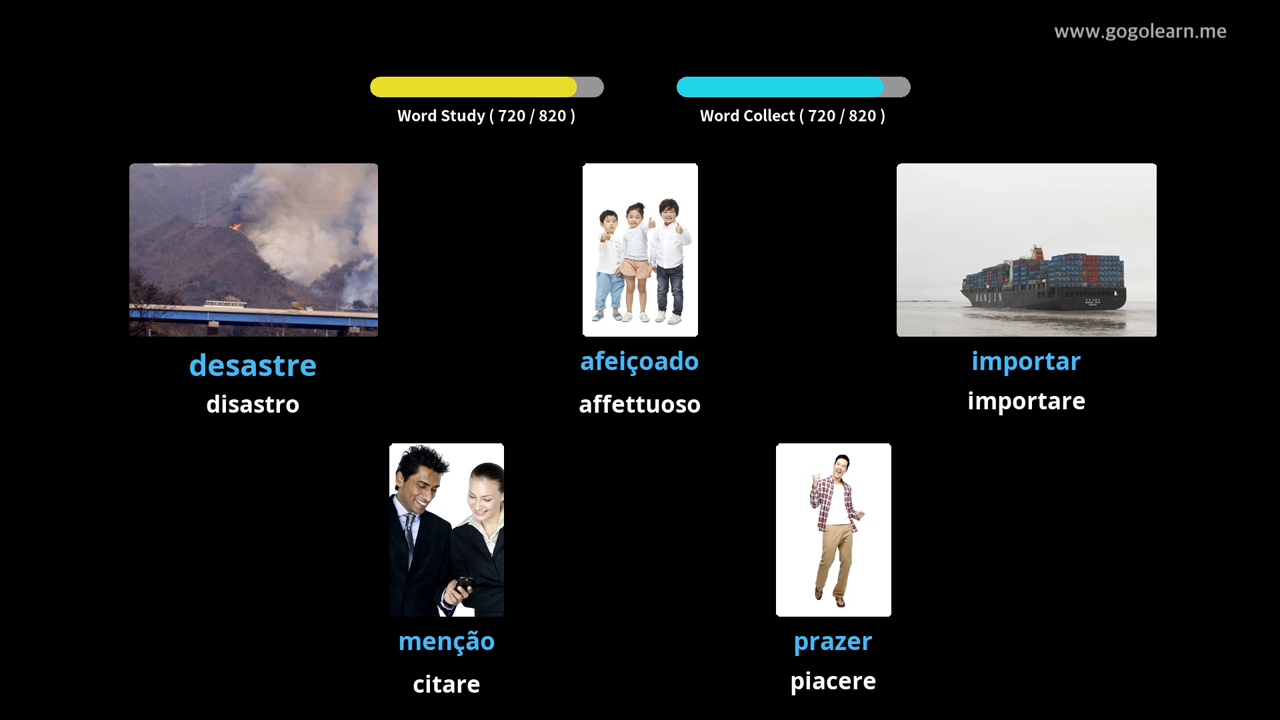 www.gogolearn.me
Word Study ( 720 / 820 )
Word Collect ( 720 / 820 )
HANJIN
desastre
afeiçoado
importar
disastro
affettuoso
importare
menção
prazer
citare
piacere